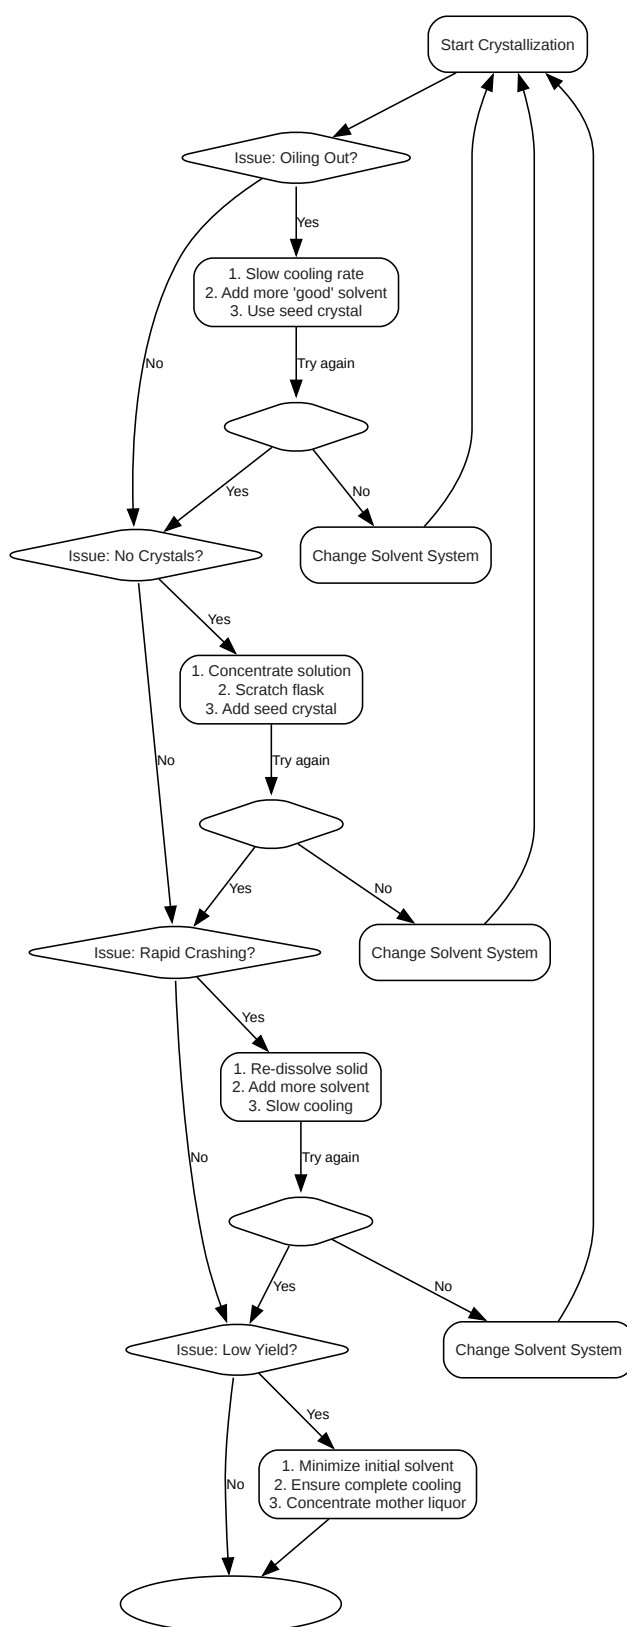 Start Crystallization
Issue: Oiling Out?
Yes
1. Slow cooling rate
2. Add more 'good' solvent
3. Use seed crystal
No
Try again
Yes
No
Issue: No Crystals?
Change Solvent System
Yes
1. Concentrate solution
2. Scratch flask
3. Add seed crystal
No
Try again
Yes
No
Issue: Rapid Crashing?
Change Solvent System
Yes
1. Re-dissolve solid
2. Add more solvent
3. Slow cooling
No
Try again
Yes
No
Issue: Low Yield?
Change Solvent System
Yes
1. Minimize initial solvent
2. Ensure complete cooling
3. Concentrate mother liquor
No